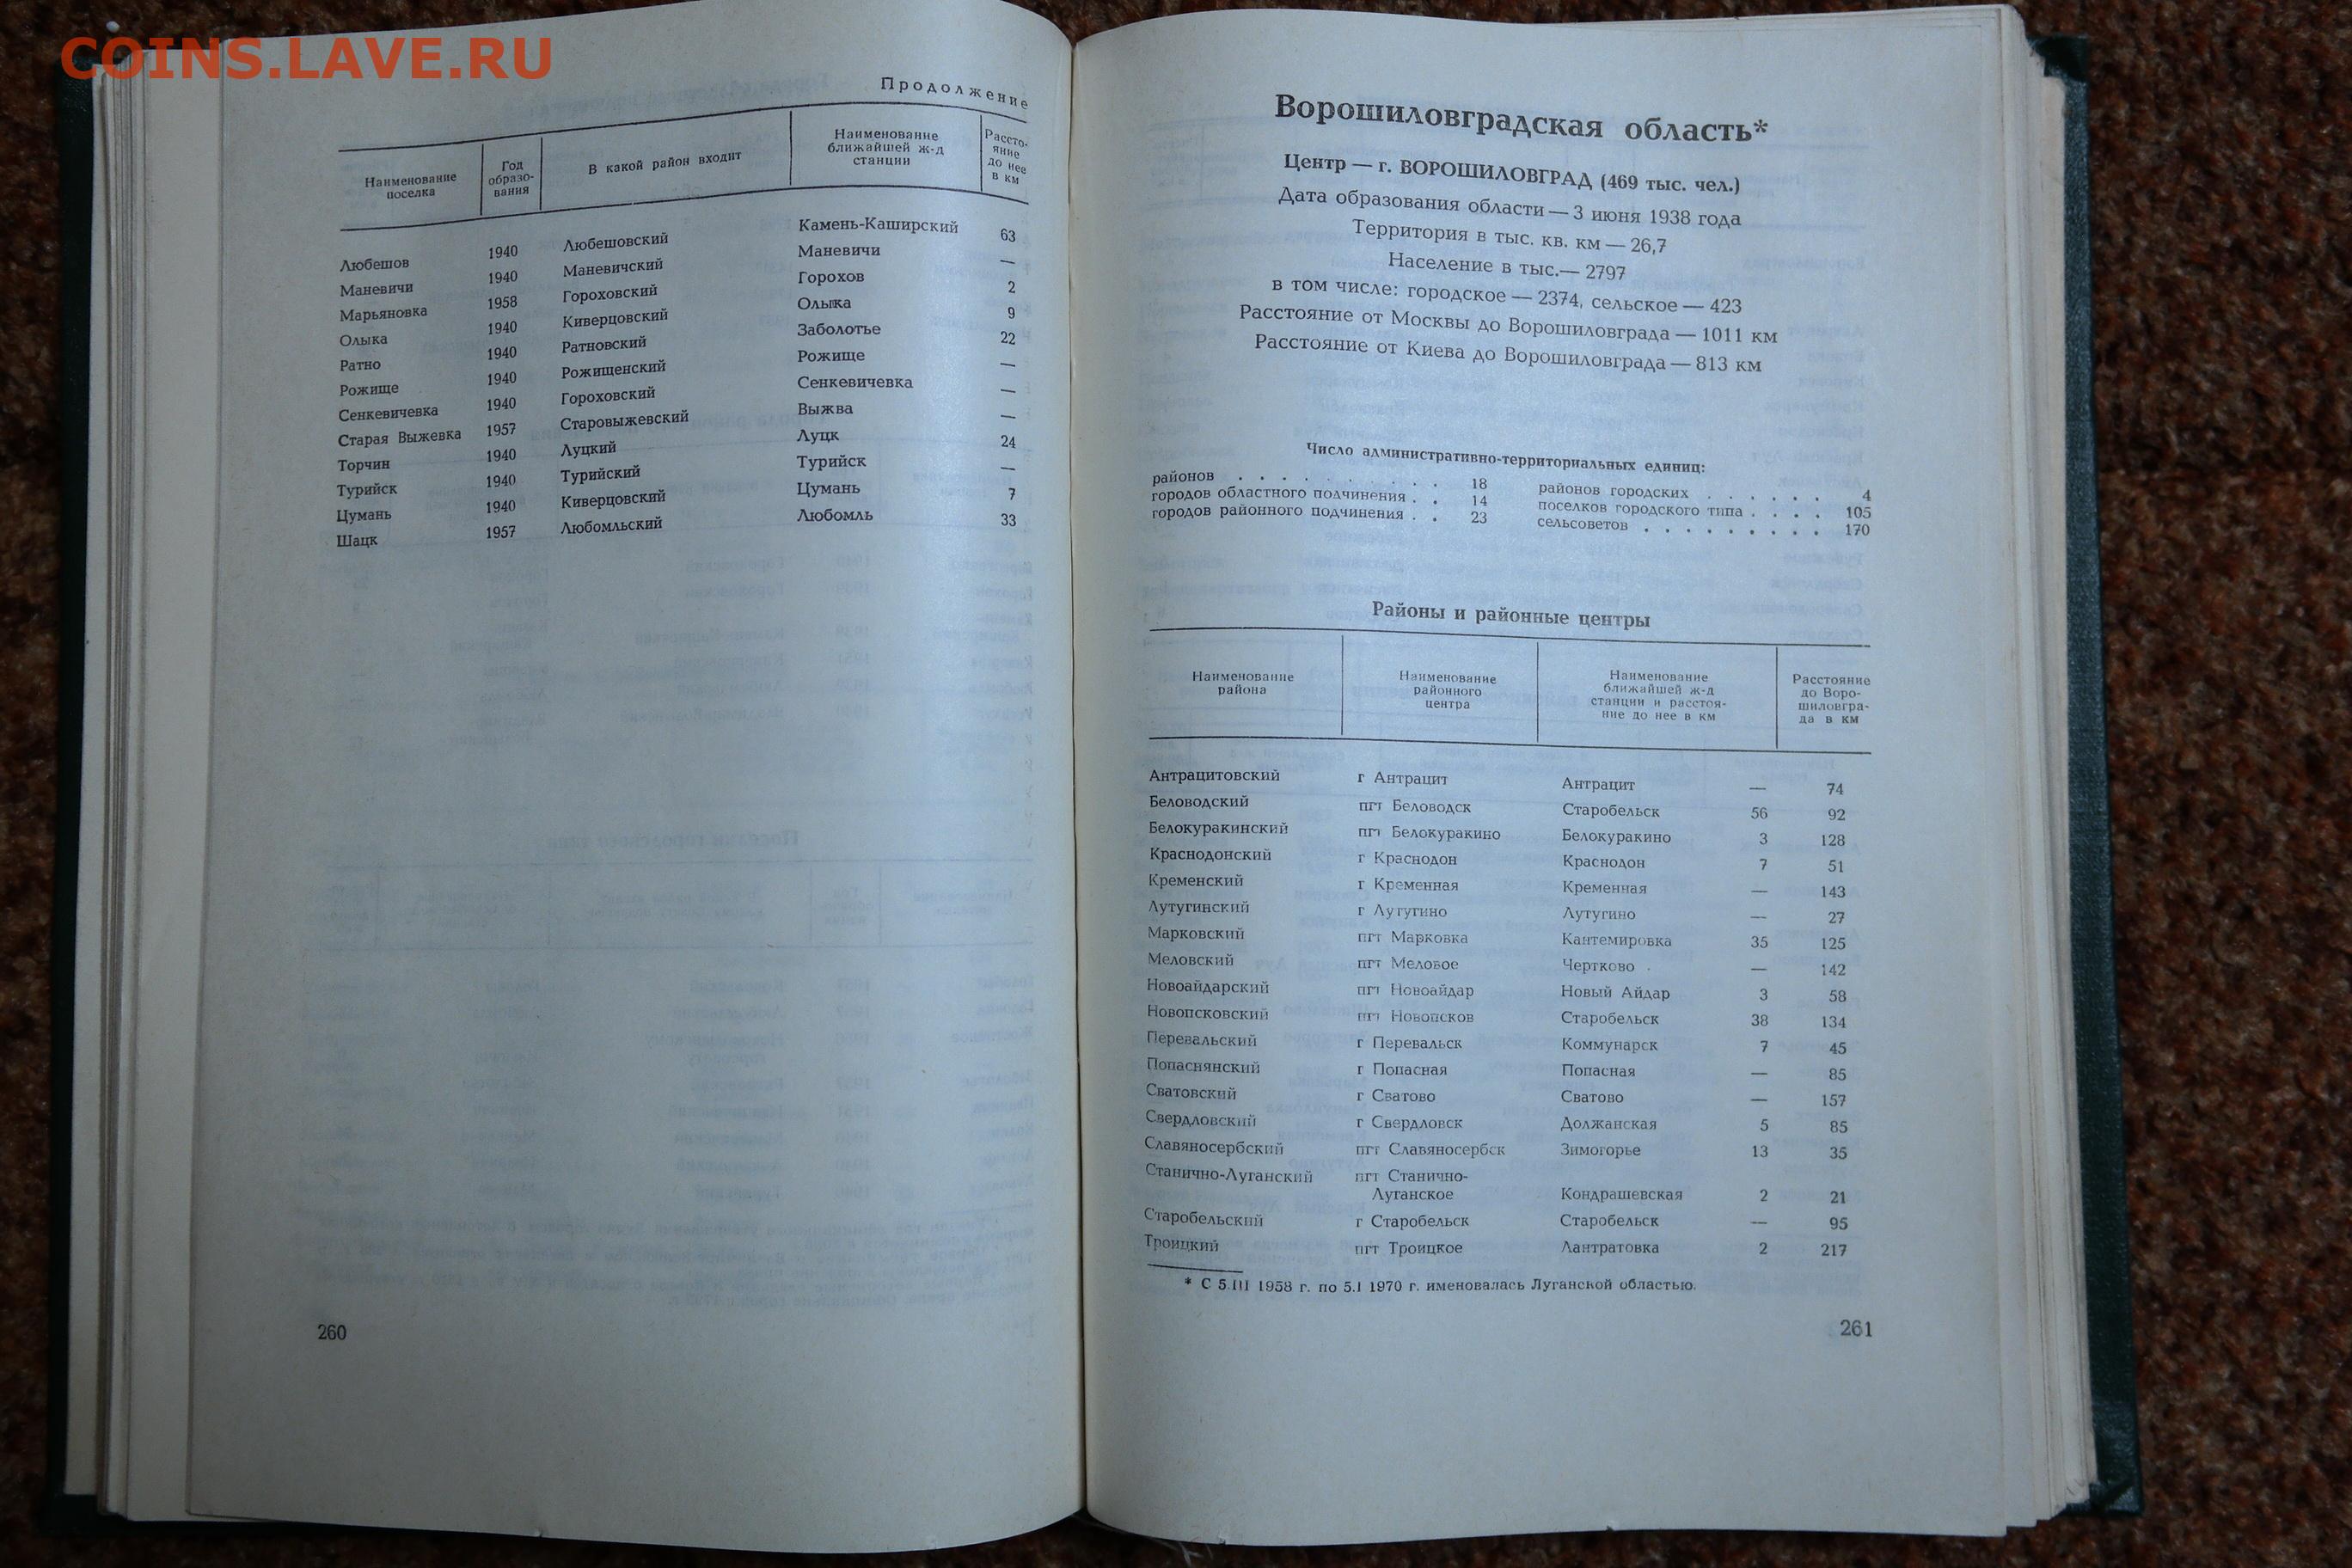 COINS.LAVE.RU
Продолжение
Наименование поселка
Год образо-вания
В какой район входит
Наименование ближайшей ж-д станции
Рассто-яние до нее в км
Любешов 1940 Любешовский Камень-Каширский 63
Маневичи 1940 Маневичский Маневичи —
Марьяновка 1958 Гороховский Горохов 2
Олыка 1940 Киверцовский Олыка 9
Ратно 1940 Ратновский Заболотье 22
Рожище 1940 Рожищенский Рожище —
Сенкевичевка 1940 Гороховский Сенкевичевка —
Старая Выжевка 1957 Старовыжевский Выжва —
Торчин 1940 Луцкий Луцк 24
Турийск 1940 Турийский Турийск —
Цумань 1940 Киверцовский Цумань 7
Шацк 1957 Любомльский Любомль 33
260
Ворошиловградская область*
Центр — г. ВОРОШИЛОВГРАД (469 тыс. чел.)
Дата образования области — 3 июня 1938 года
Территория в тыс. кв. км — 26,7
Население в тыс.— 2797
в том числе: городское — 2374, сельское — 423
Расстояние от Москвы до Ворошиловграда — 1011 км
Расстояние от Киева до Ворошиловграда — 813 км
Число административно-территориальных единиц:
районов . . . . . . . . . . 18
городов областного подчинения . . 14
городов районного подчинения . . 23
районов городских . . . . . . 4
поселков городского типа . . . . 105
сельсоветов . . . . . . . . . 170
Районы и районные центры
Наименование района
Наименование районного центра
Наименование ближайшей ж-д станции и расстоя-ние до нее в км
Расстояние до Воро-шиловгра-да в км
Антрацитовский г Антрацит Антрацит — 74
Беловодский пгт Беловодск Старобельск 56 92
Белокуракинский пгт Белокуракино Белокуракино 3 128
Краснодонский г Краснодон Краснодон 7 51
Кременский г Кременная Кременная — 143
Лутугинский г Лутугино Лутугино — 27
Марковский пгт Марковка Кантемировка 35 125
Меловский пгт Меловое Чертково — 142
Новоайдарский пгт Новоайдар Новый Айдар 3 58
Новопсковский пгт Новопсков Старобельск 38 134
Перевальский г Перевальск Коммунарск 7 45
Попаснянский г Попасная Попасная — 85
Сватовский г Сватово Сватово — 157
Свердловский г Свердловск Должанская 5 85
Славяносербский пгт Славяносербск Зимогорье 13 35
Станично-Луганский пгт Станично-
Луганское Кондрашевская 2 21
Старобельский г Старобельск Старобельск — 95
Троицкий пгт Троицкое Лантратовка 2 217
* С 5.III 1958 г. по 5.I 1970 г. именовалась Луганской областью.
261